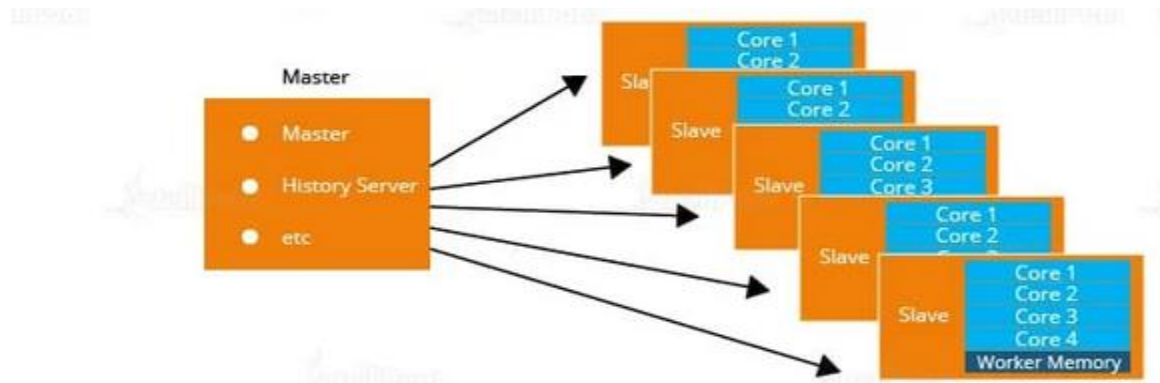 Master
Master
History Server
etc
Core 1
Core 2
Core 1
Core 2
Slave
Core 1
Core 2
Core 3
Slave
Core 1
Core 2
Slave
Core 1
Core 2
Core 3
Core 4
Worker Memory
Slave